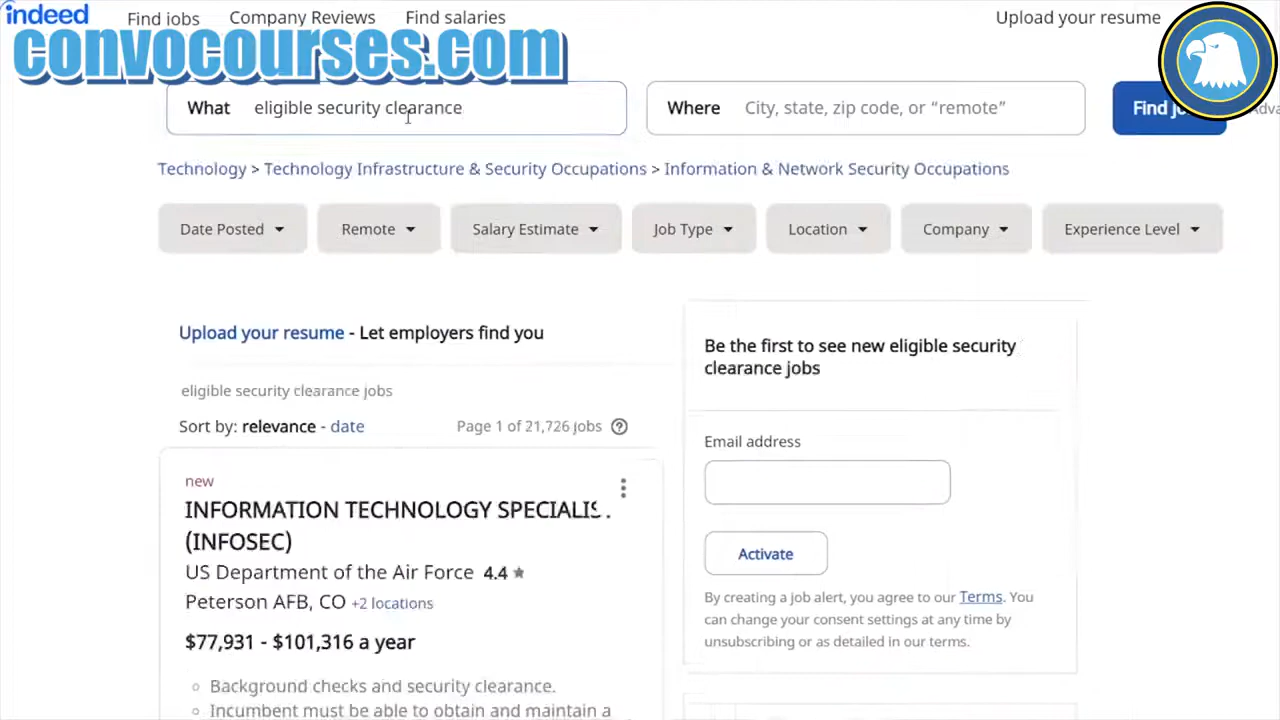 indeed
Find jobs
Company Reviews
Find salaries
Upload your resume
convocourses.com
What eligible security clearance
Where City, state, zip code, or “remote”
Find
Technology > Technology Infrastructure & Security Occupations > Information & Network Security Occupations
Date Posted
Remote
Salary Estimate
Job Type
Location
Company
Experience Level
Upload your resume - Let employers find you
eligible security clearance jobs
Sort by: relevance - date
Page 1 of 21,726 jobs ?
new
INFORMATION TECHNOLOGY
(INFOSEC)
US Department of the Air Force 4.4 ★
Peterson AFB, CO +2 locations
$77,931 - $101,316 a year
Background checks and security clearance.
Incumbent must be able to obtain and maintain a
Be the first to see new eligible security
clearance jobs
Email address
Activate
By creating a job alert, you agree to our Terms. You
can change your consent settings at any time by
unsubscribing or as detailed in our terms.